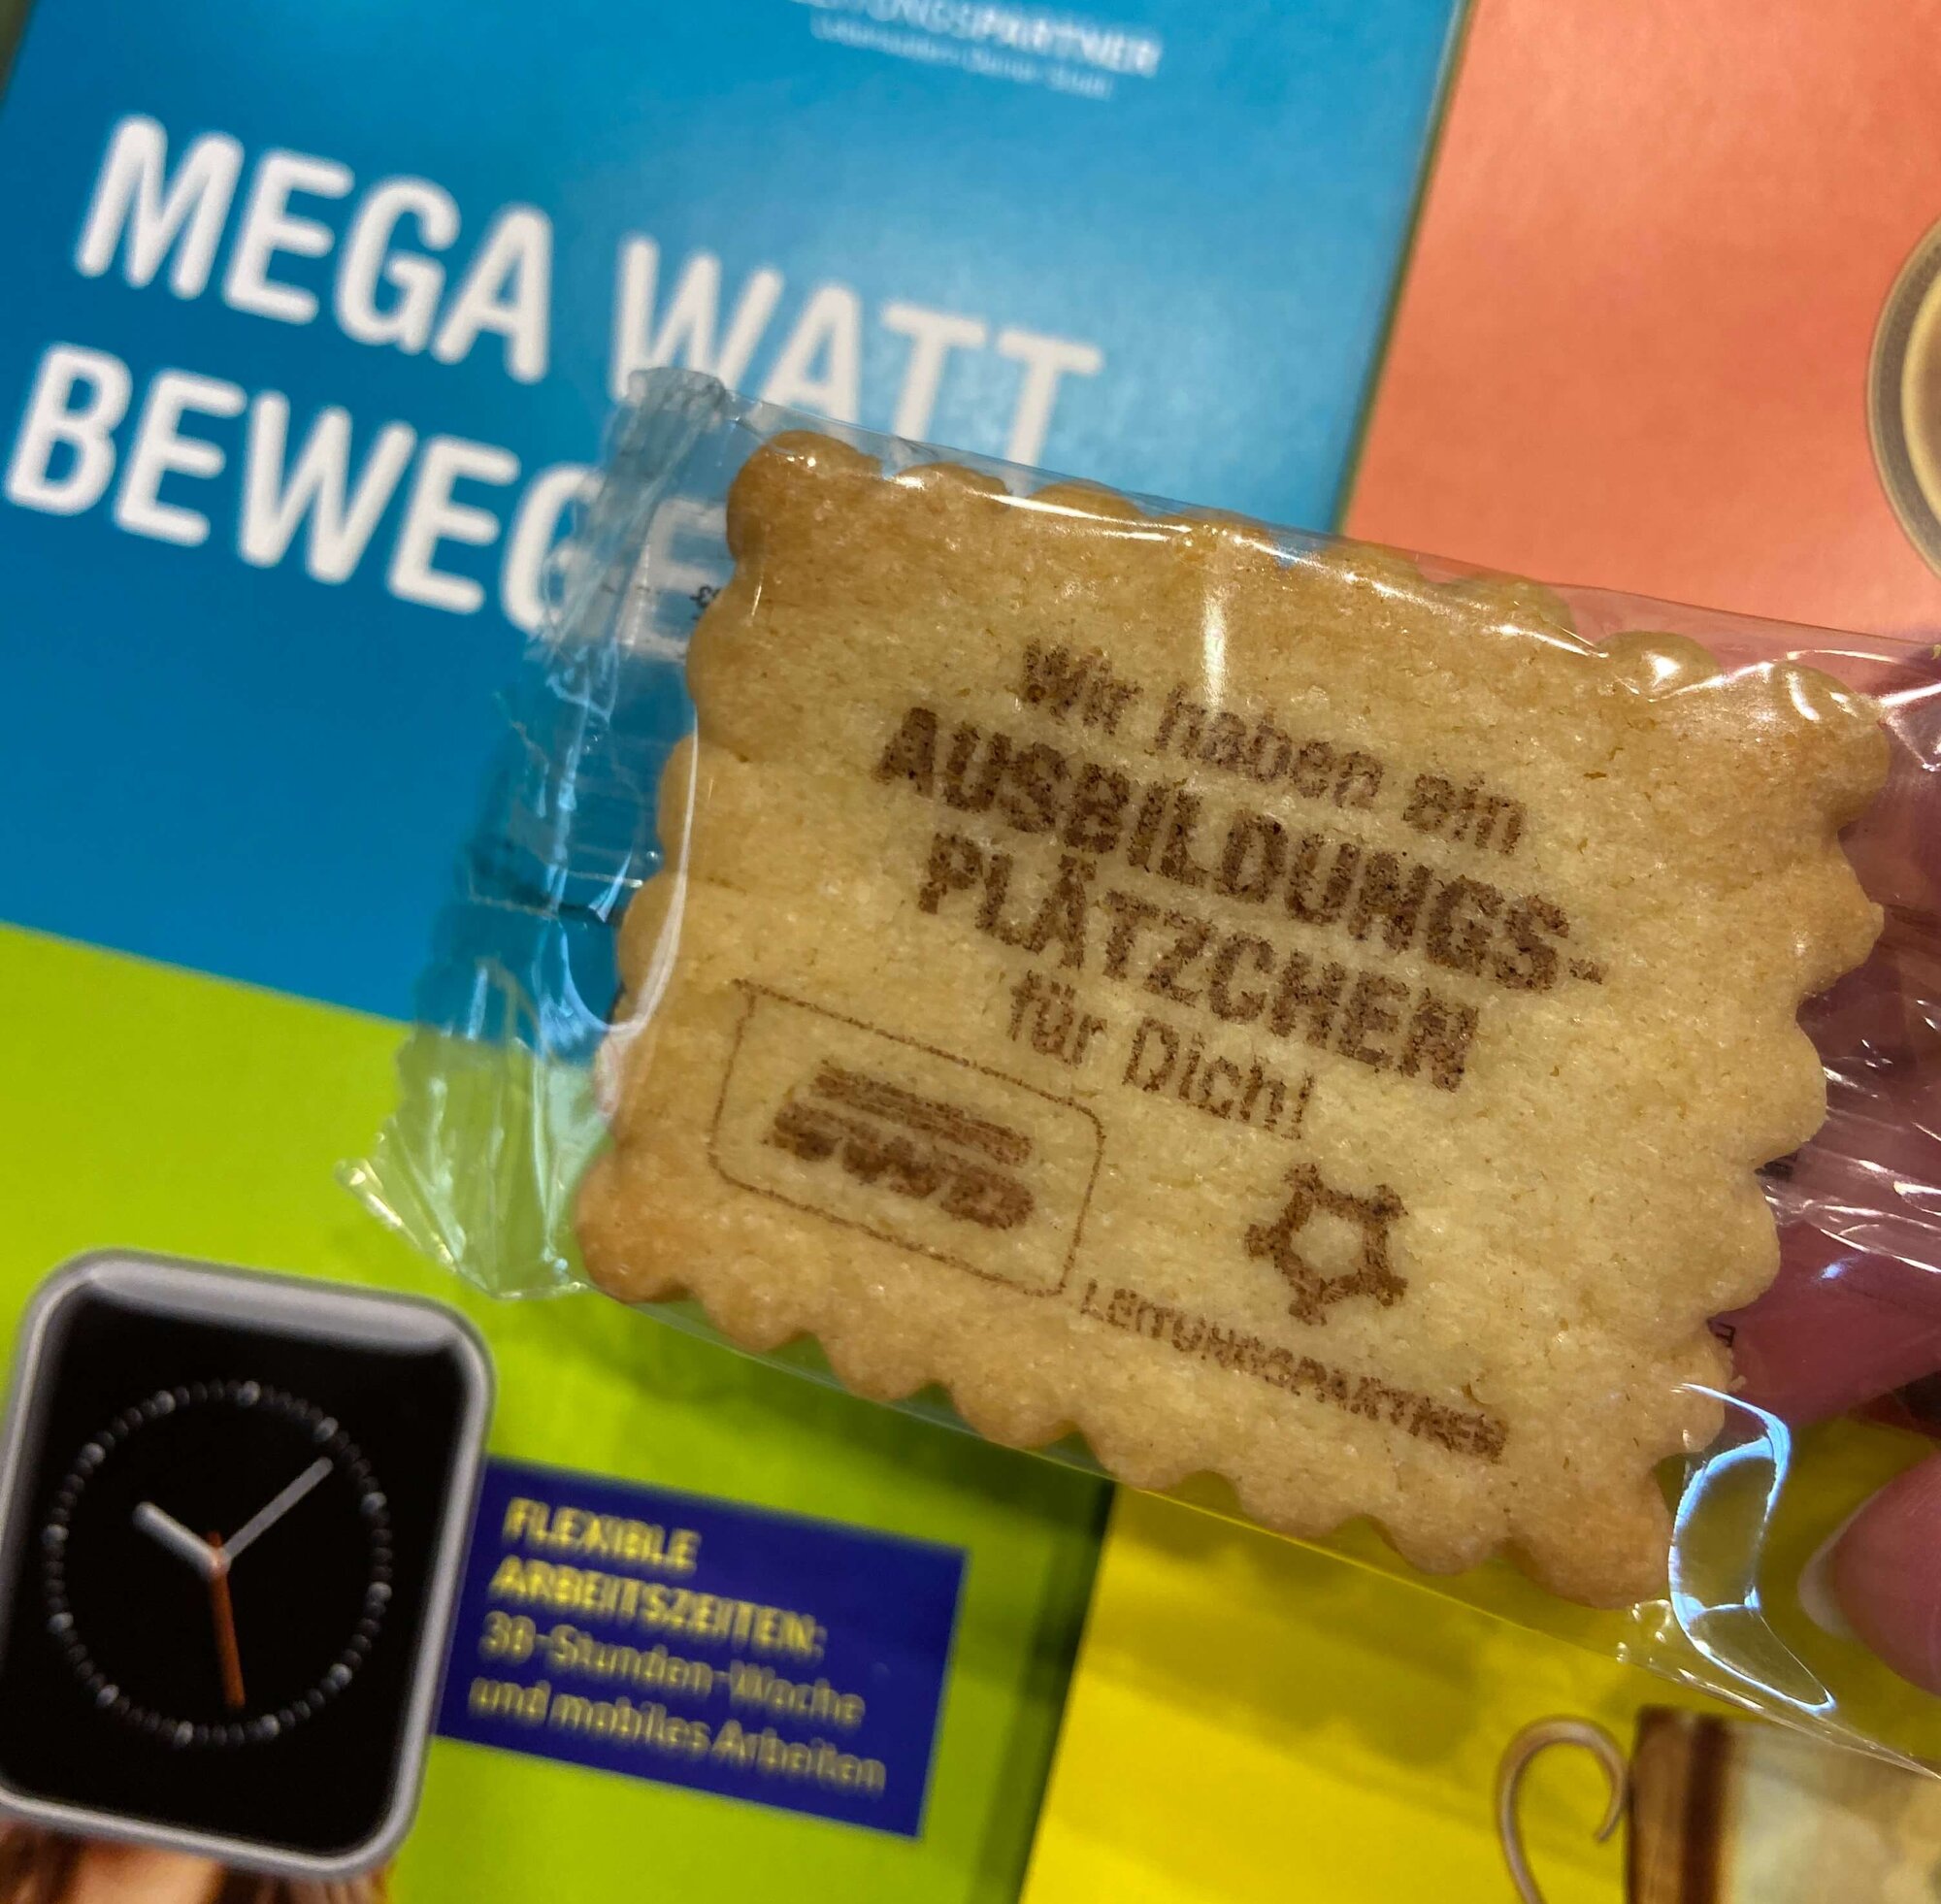 MEGA WATT
BEWEGE
Wir haben ein
AUSBILDUNGS-
PLÄTZCHEN
für Dich!
SWD
LEITUNGSPARTNER
FLEXIBLE
ARBEITSZEITEN:
38-Stunden-Woche
und mobiles Arbeiten